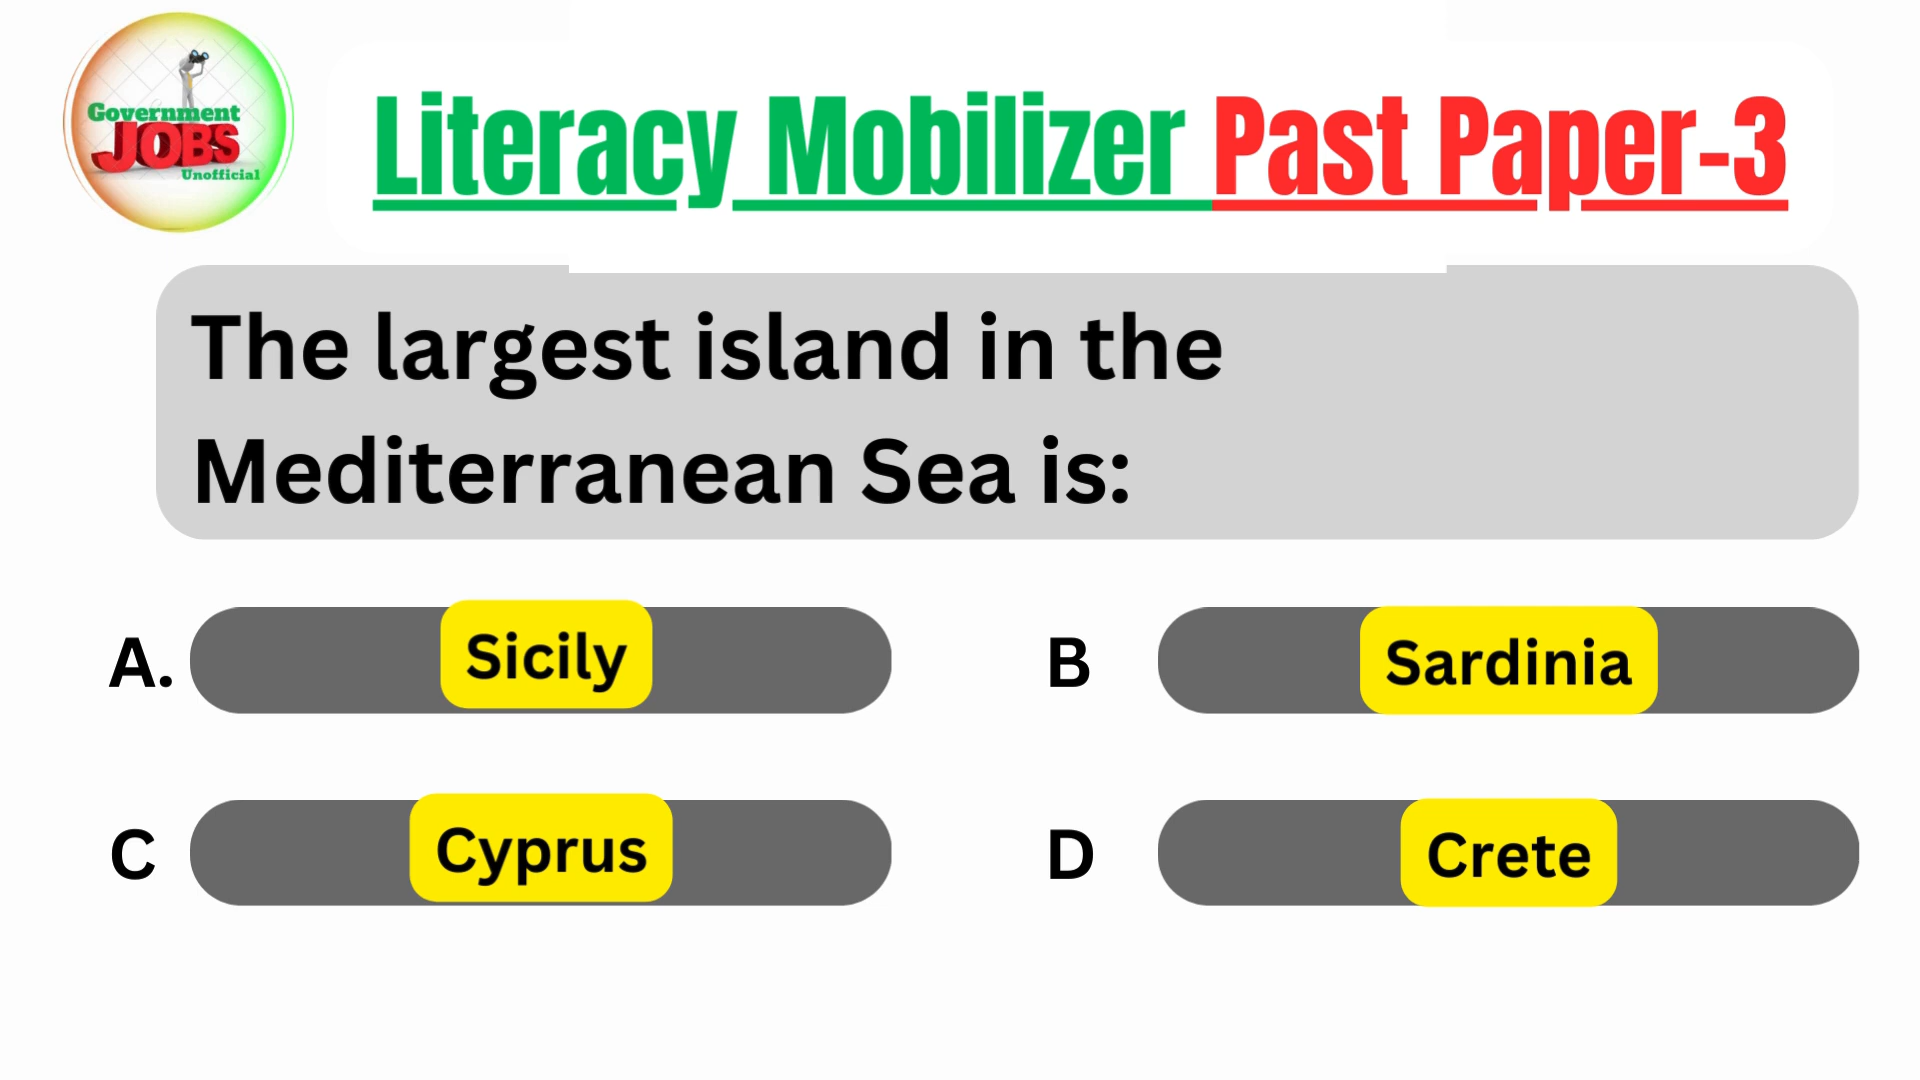 Government
JOBS
Unofficial
Literacy Mobilizer Past Paper-3
The largest island in the
Mediterranean Sea is:
A. Sicily
B Sardinia
C Cyprus
D Crete